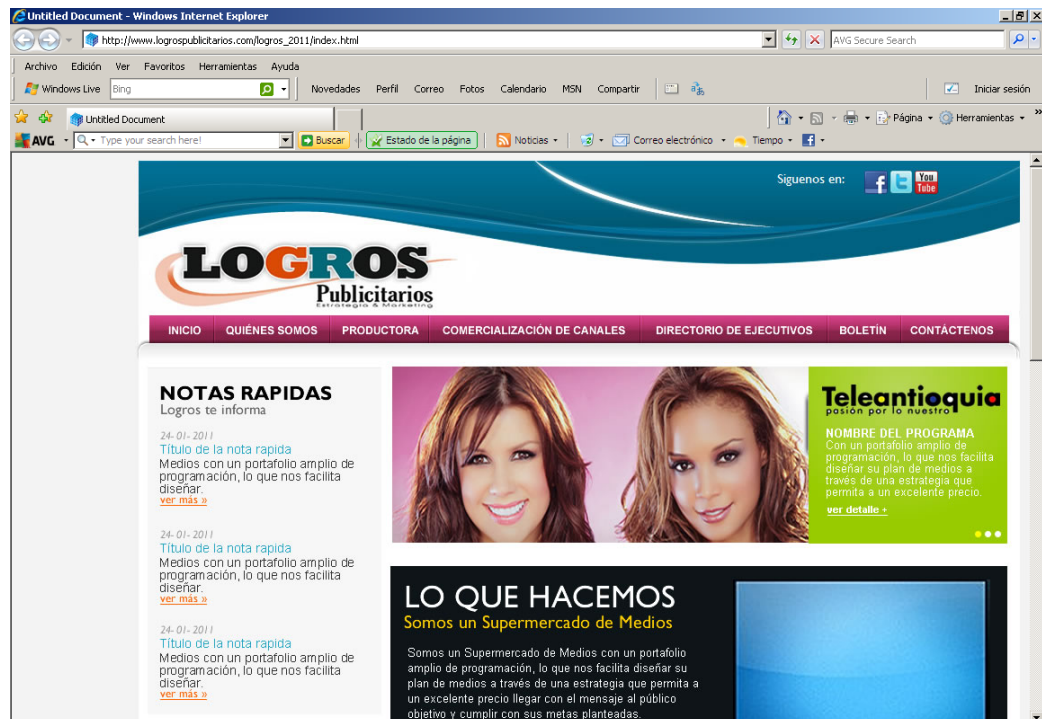 Untitled Document - Windows Internet Explorer
http://www.logrospublicitarios.com/logros_2011/index.html
AVG Secure Search
Archivo Edición Ver Favoritos Herramientas Ayuda
Windows Live Bing Novedades Perfil Correo Fotos Calendario MSN Compartir Iniciar sesión
Untitled Document Página Herramientas
AVG Type your search here! Buscar Estado de la página Noticias Correo electrónico Tiempo
Siguenos en: You Tube
LOGROS
Publicitarios
Estrategia & Marketing
INICIO QUIÉNES SOMOS PRODUCTORA COMERCIALIZACIÓN DE CANALES DIRECTORIO DE EJECUTIVOS BOLETÍN CONTÁCTENOS
NOTAS RAPIDAS
Logros te informa
24-01-2011
Título de la nota rapida
Medios con un portafolio amplio de
programación, lo que nos facilita
diseñar.
ver más »
24-01-2011
Título de la nota rapida
Medios con un portafolio amplio de
programación, lo que nos facilita
diseñar.
ver más »
24-01-2011
Título de la nota rapida
Medios con un portafolio amplio de
programación, lo que nos facilita
diseñar.
ver más »
Teleantioquia
pasión por lo nuestro
NOMBRE DEL PROGRAMA
Con un portafolio amplio de
programación, lo que nos facilita
diseñar su plan de medios a
través de una estrategia que
permita a un excelente precio.
ver detalle +
LO QUE HACEMOS
Somos un Supermercado de Medios
Somos un Supermercado de Medios con un portafolio
amplio de programación, lo que nos facilita diseñar su
plan de medios a través de una estrategia que permita a
un excelente precio llegar con el mensaje al público
objetivo y cumplir con sus metas planteadas.